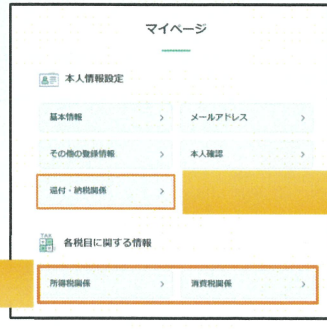 マイページ
本人情報設定
基本情報 メールアドレス
その他の登録情報 本人確認
還付・納税関係
TAX
各税目に関する情報
所得税関係 消費税関係